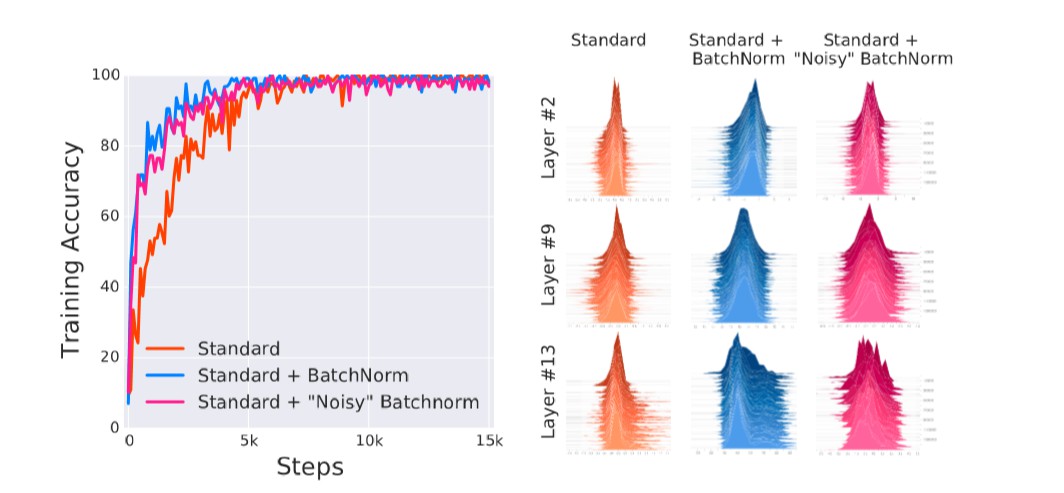 100
80
60
40
20
0
Training Accuracy
Standard
Standard + BatchNorm
Standard + "Noisy" Batchnorm
0
5k
10k
15k
Steps
Standard
Standard +
BatchNorm
Standard +
"Noisy" BatchNorm
Layer #2
Layer #9
Layer #13